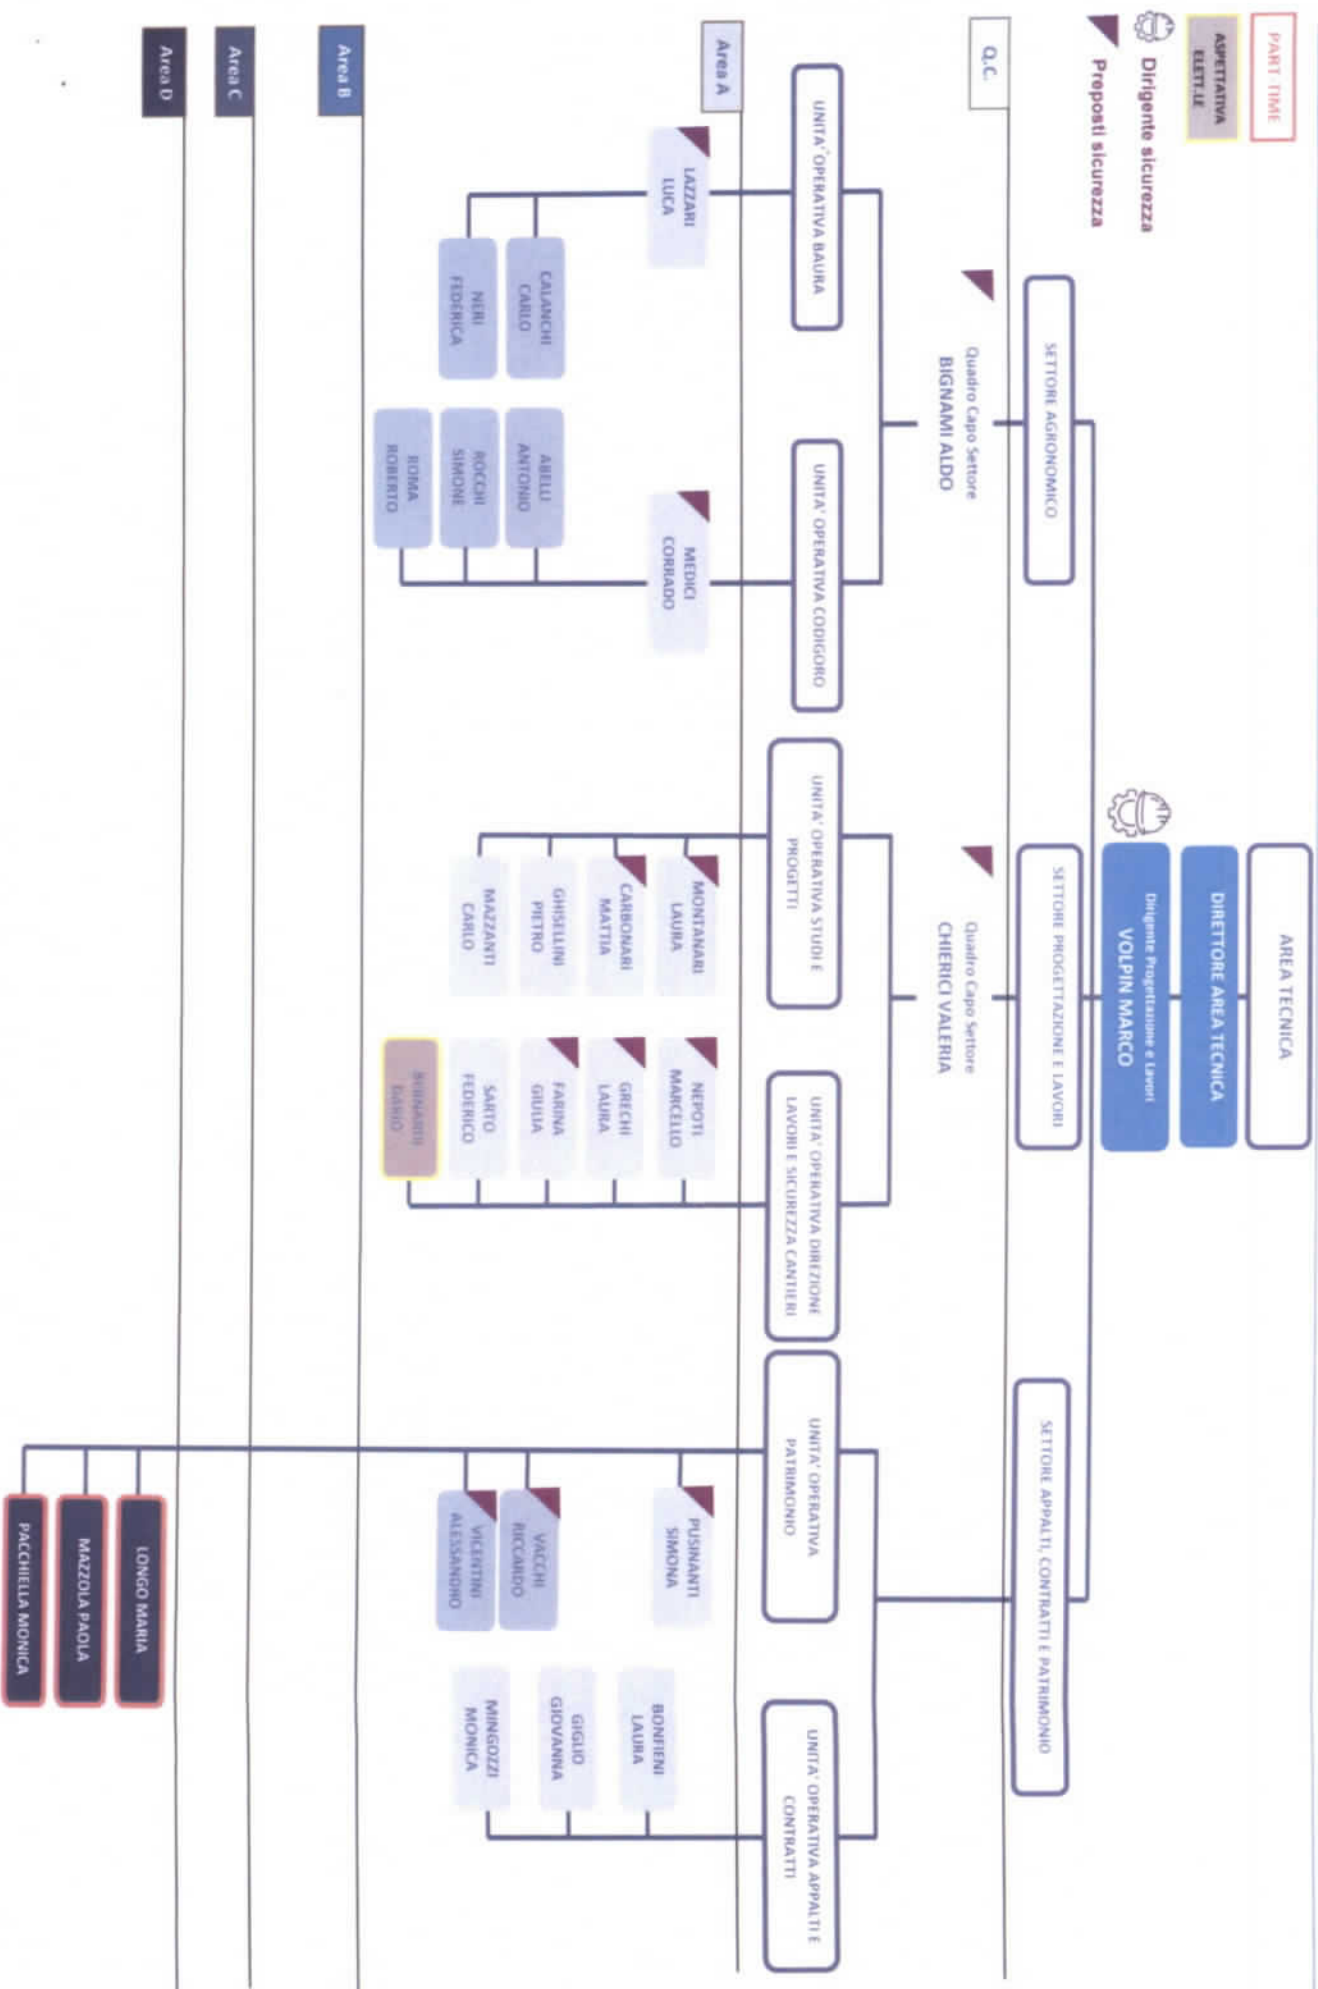 PART-TIME
ASPETTATIVA
ELETT.LE
Dirigente sicurezza
Preposti sicurezza
AREA TECNICA
DIRETTORE AREA TECNICA
Dirigente Progettazione e Lavori
VOLPIN MARCO
SETTORE AGRONOMICO
SETTORE PROGETTAZIONE E LAVORI
SETTORE APPALTI, CONTRATTI E PATRIMONIO
Q.C.
Quadro Capo Settore
BIGNAMI ALDO
Quadro Capo Settore
CHIERICI VALERIA
UNITA' OPERATIVA BAURA
UNITA' OPERATIVA CODIGORO
UNITA' OPERATIVA STUDI E
PROGETTI
UNITA' OPERATIVA DIREZIONE
LAVORI E SICUREZZA CANTIERI
UNITA' OPERATIVA
PATRIMONIO
UNITA' OPERATIVA APPALTI E
CONTRATTI
Area A
LAZZARI
LUCA
CALANCHI
CARLO
NERI
FEDERICA
MEDICI
CORRADO
ABELLI
ANTONIO
ROCCHI
SIMONE
ROMA
ROBERTO
MONTANARI
LAURA
CARBONARI
MATTIA
GHISELLINI
PIETRO
MAZZANTI
CARLO
NEPOTI
MARCELLO
GRECHI
LAURA
FARINA
GIULIA
SARTO
FEDERICO
BERNARDI
DARIO
PUSINANTI
SIMONA
VACCHI
RICCARDO
VICENTINI
ALESSANDRO
BONFIENI
LAURA
GIGLIO
GIOVANNA
MINGOZZI
MONICA
Area B
Area C
Area D
LONGO MARIA
MAZZOLA PAOLA
PACCHIELLA MONICA